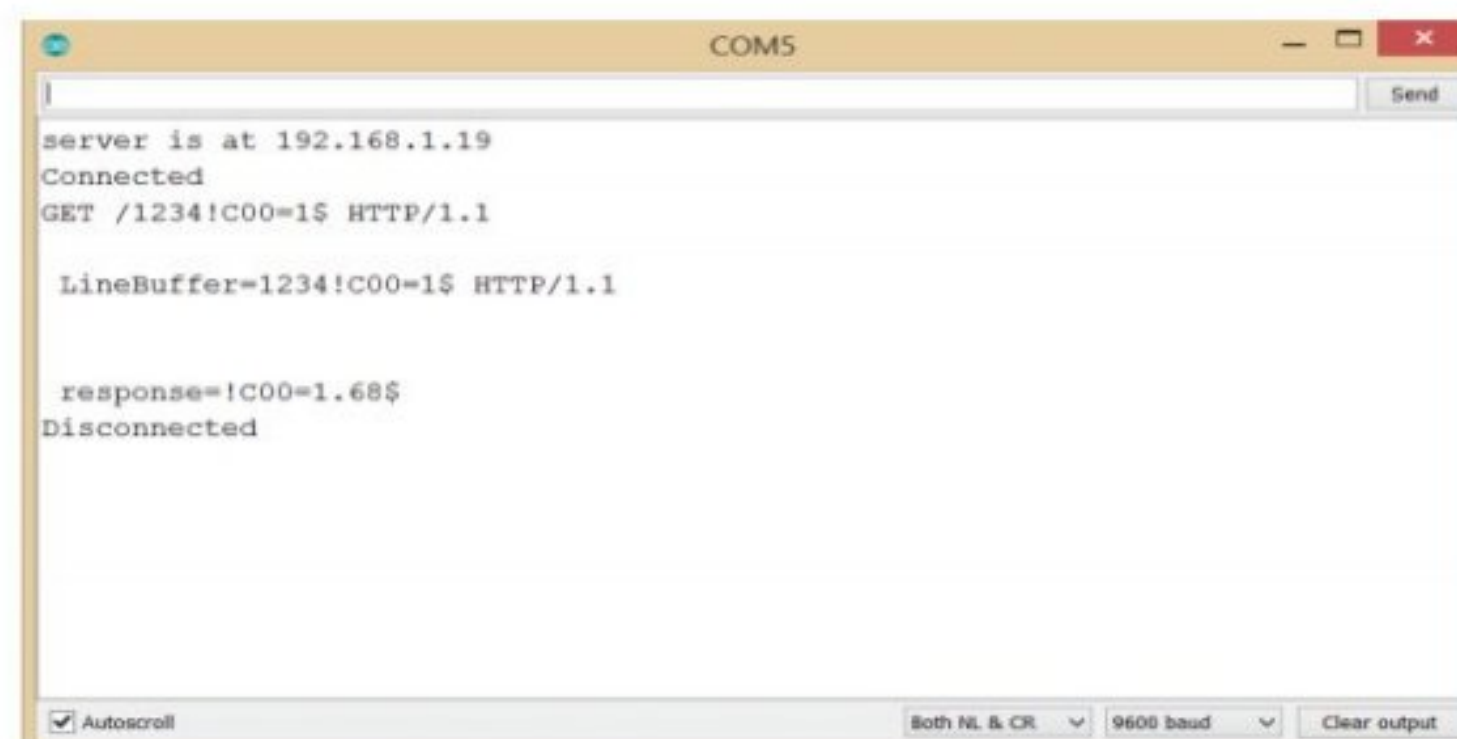 COM5
Send
server is at 192.168.1.19
Connected
GET /1234!C00=1$ HTTP/1.1
LineBuffer=1234!C00=1$ HTTP/1.1
response=!C00=1.68$
Disconnected
Autoscroll
Both NL & CR
9600 baud
Clear output